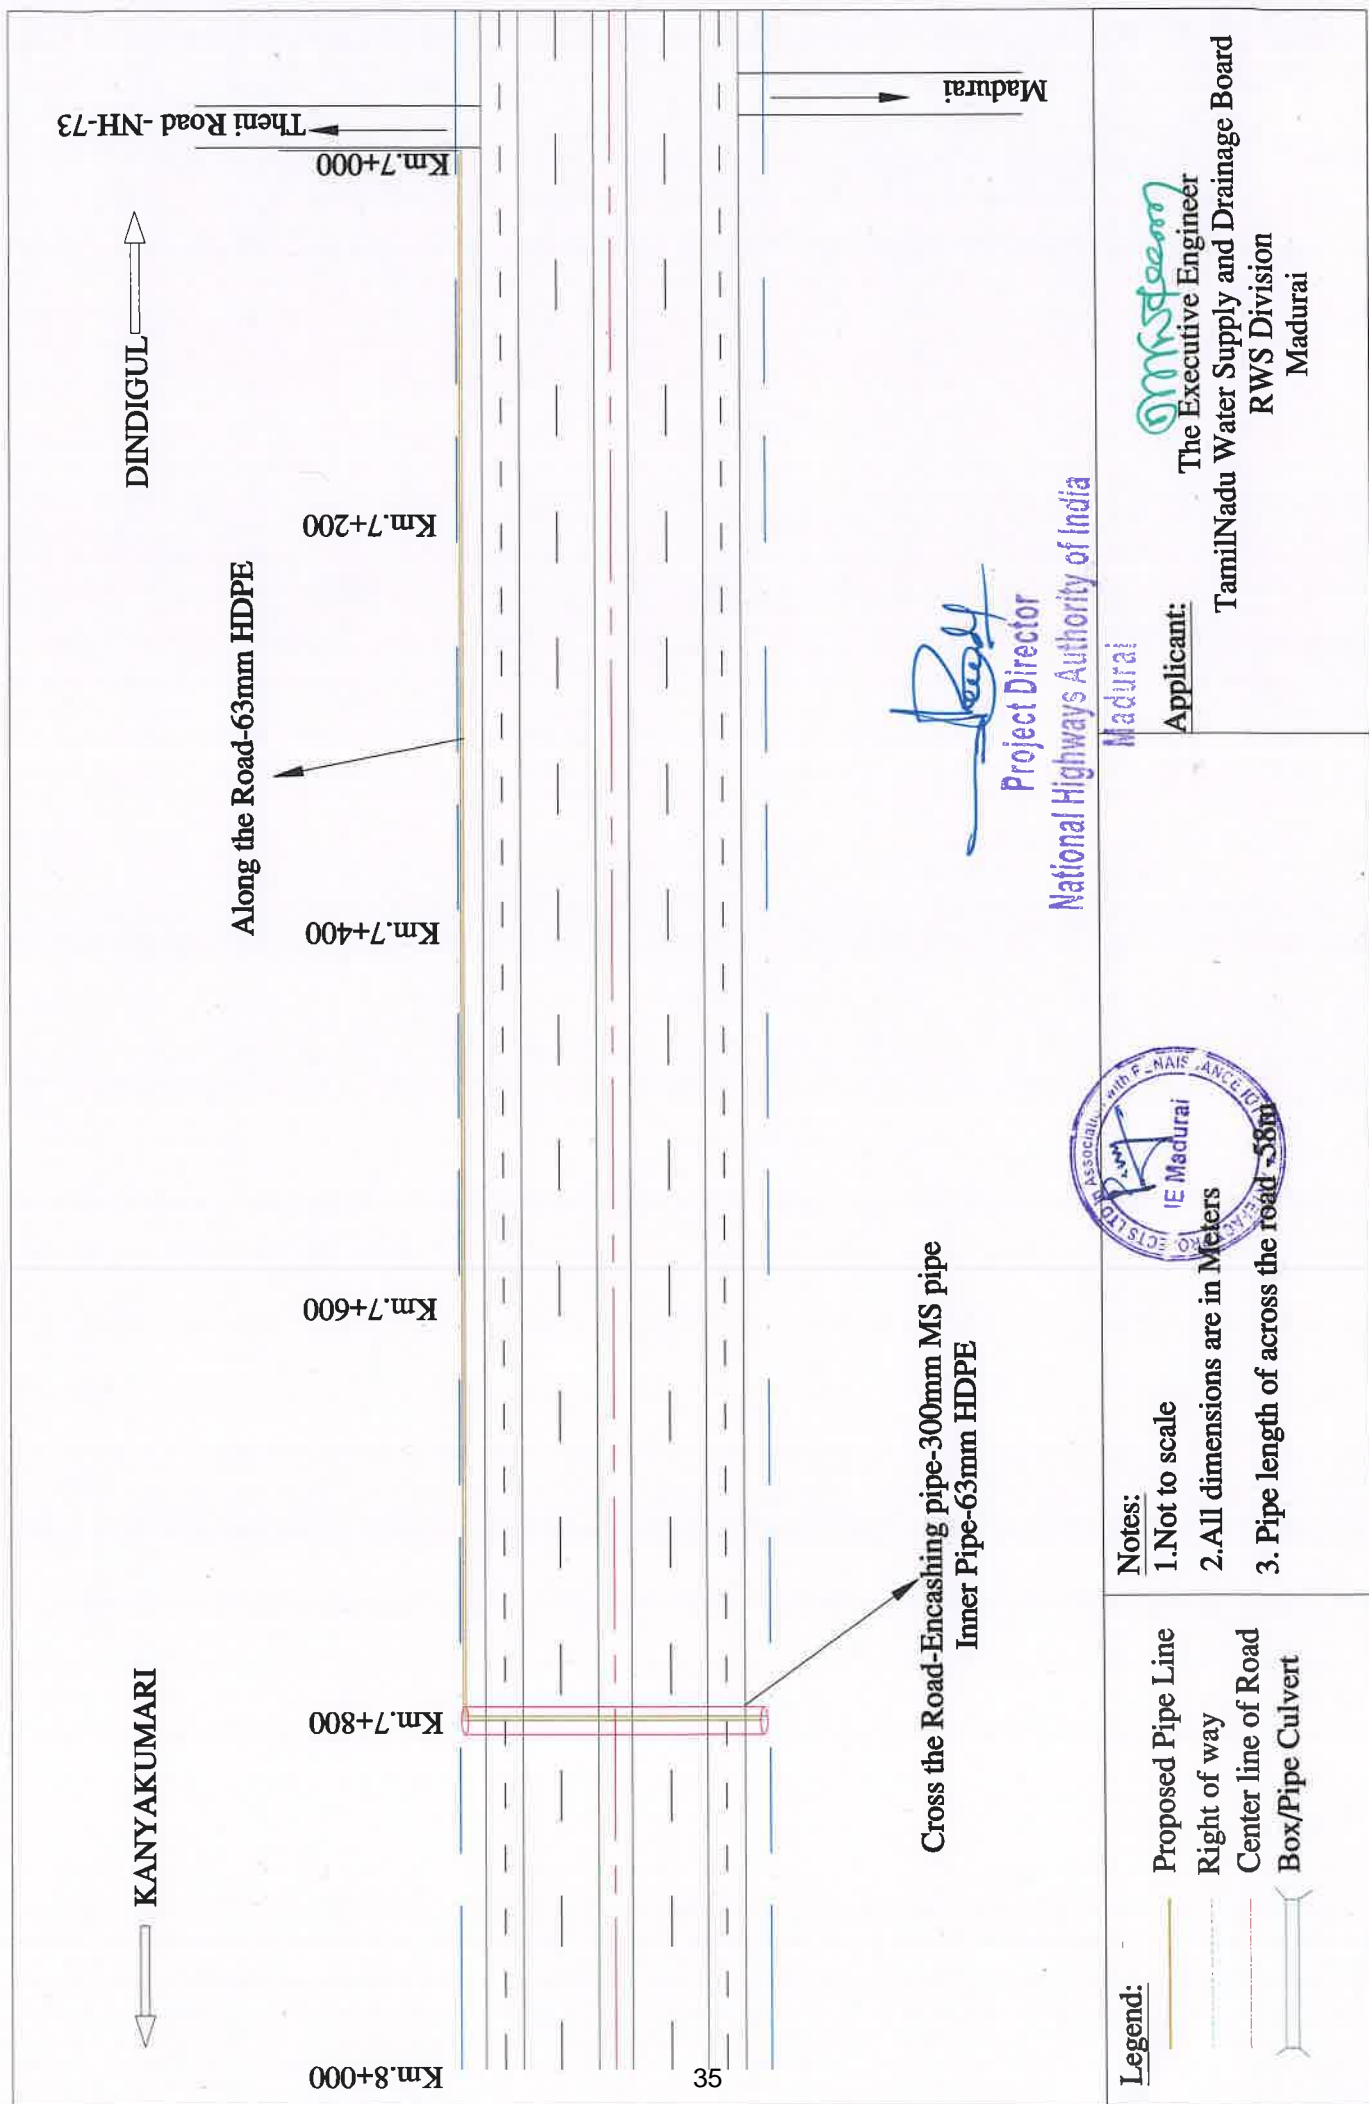 KANYAKUMARI
DINDIGUL
Along the Road-63mm HDPE
Km.8+000
Km.7+800
Km.7+600
Km.7+400
Km.7+200
Km.7+000
Theni Road -NH-73
Madurai
Cross the Road-Encashing pipe-300mm MS pipe
Inner Pipe-63mm HDPE
Project Director
National Highways Authority of India
Madurai
Legend:
Proposed Pipe Line
Right of way
Center line of Road
Box/Pipe Culvert
Notes:
1.Not to scale
2.All dimensions are in Meters
3. Pipe length of across the road -58m
IE Madurai
Applicant:
The Executive Engineer
TamilNadu Water Supply and Drainage Board
RWS Division
Madurai
35